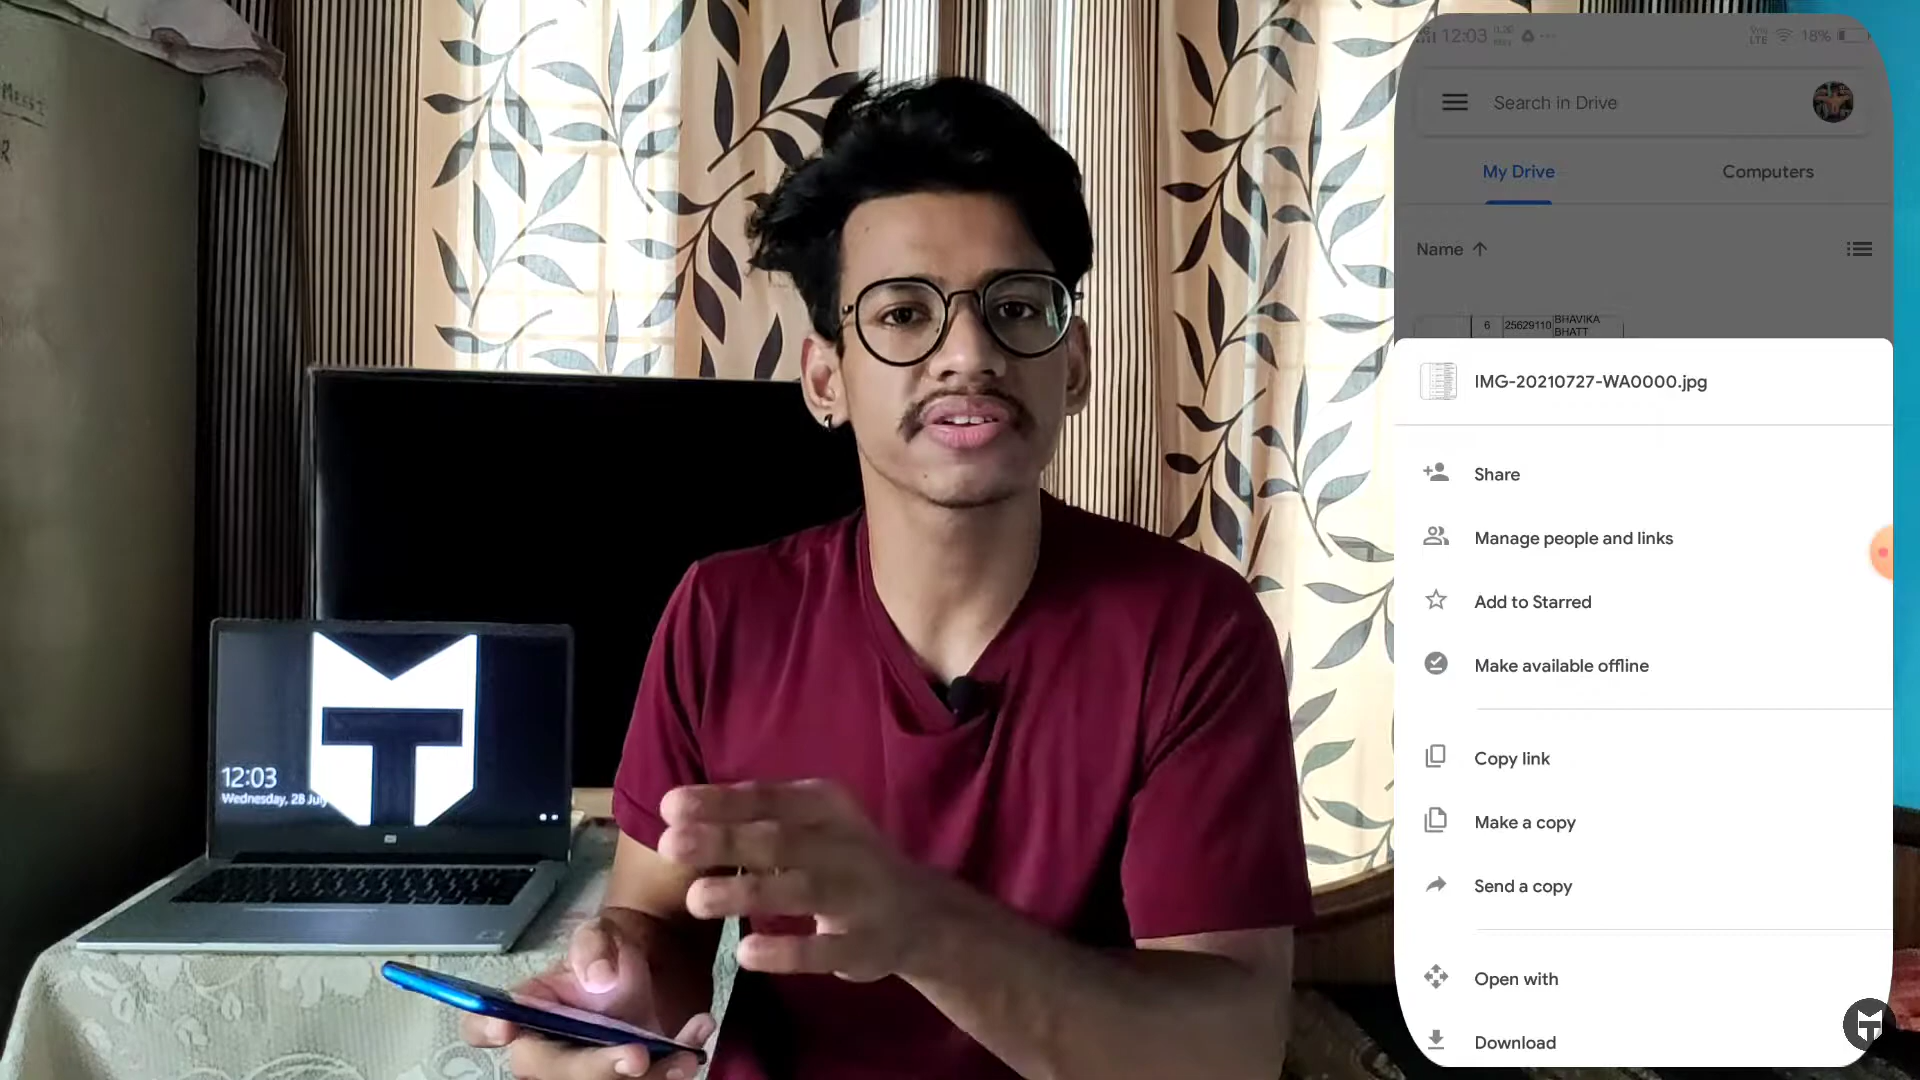 R
12:03
Wednesday, 28 July
12:03
LTE
18%
Search in Drive
My Drive
Computers
Name
6
25629110
BHAVIKA
BHATT
IMG-20210727-WA0000.jpg
Share
Manage people and links
Add to Starred
Make available offline
Copy link
Make a copy
Send a copy
Open with
Download